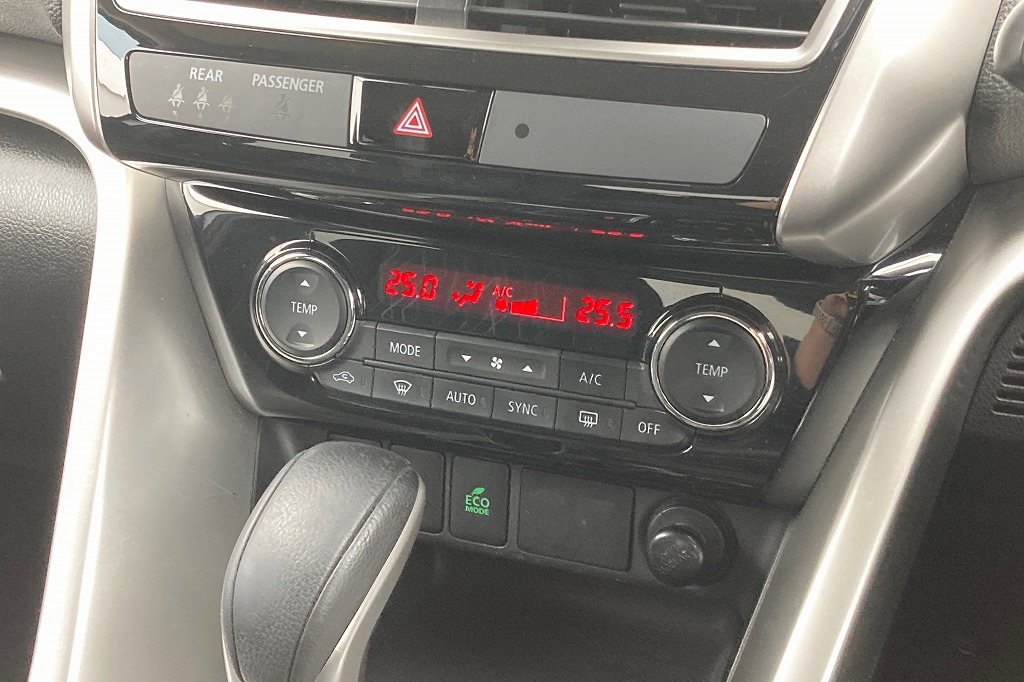 REAR PASSENGER
25.0 A/C 25.5
TEMP
MODE
A/C
TEMP
AUTO
SYNC
OFF
ECO
MODE